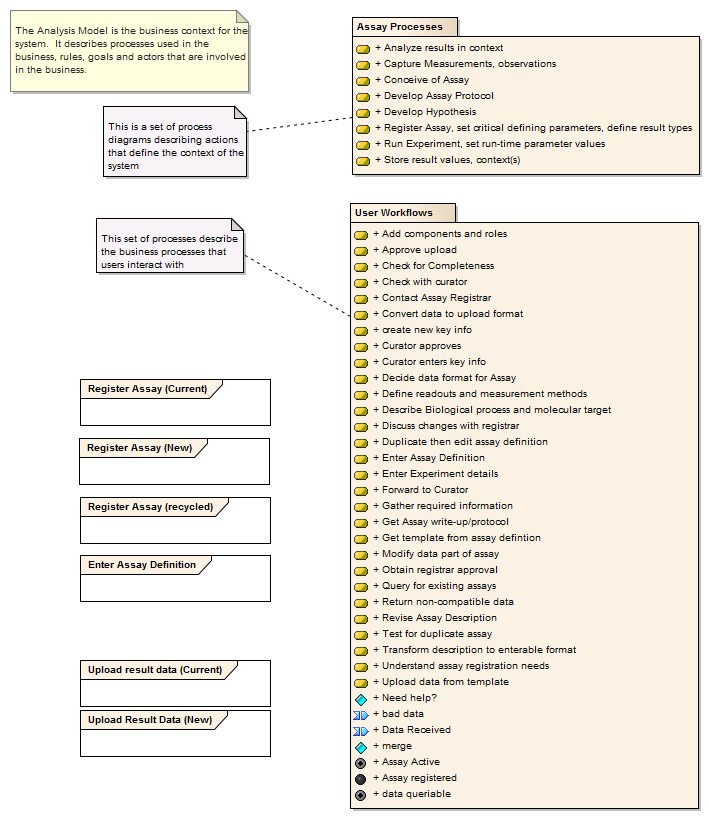 The Analysis Model is the business context for the
system.  It describes processes used in the
business, rules, goals and actors that are involved
in the business.
This is a set of process
diagrams describing actions
that define the context of the
system
Assay Processes
+ Analyze results in context
+ Capture Measurements, observations
+ Conceive of Assay
+ Develop Assay Protocol
+ Develop Hypothesis
+ Register Assay, set critical defining parameters, define result types
+ Run Experiment, set run-time parameter values
+ Store result values, context(s)
This set of processes describe
the business processes that
users interact with
User Workflows
+ Add components and roles
+ Approve upload
+ Check for Completeness
+ Check with curator
+ Contact Assay Registrar
+ Convert data to upload format
+ create new key info
+ Curator approves
+ Curator enters key info
+ Decide data format for Assay
+ Define readouts and measurement methods
+ Describe Biological process and molecular target
+ Discuss changes with registrar
+ Duplicate then edit assay definition
+ Enter Assay Definition
+ Enter Experiment details
+ Forward to Curator
+ Gather required information
+ Get Assay write-up/protocol
+ Get template from assay defintion
+ Modify data part of assay
+ Obtain registrar approval
+ Query for existing assays
+ Return non-compatible data
+ Revise Assay Description
+ Test for duplicate assay
+ Transform description to enterable format
+ Understand assay registration needs
+ Upload data from template
+ Need help?
+ bad data
+ Data Received
+ merge
+ Assay Active
+ Assay registered
+ data queriable
Register Assay (Current)
Register Assay (New)
Register Assay (recycled)
Enter Assay Definition
Upload result data (Current)
Upload Result Data (New)